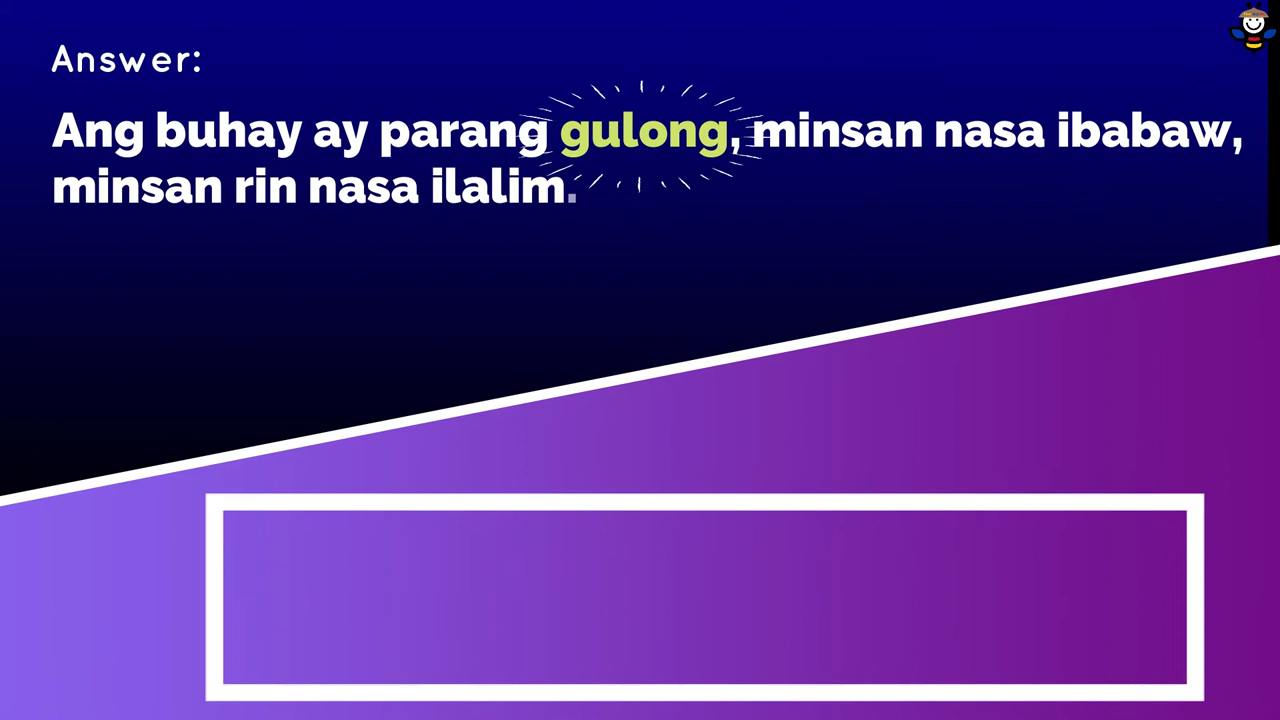 Answer:
Ang buhay ay parang gulong, minsan nasa ibabaw,
minsan rin nasa ilalim.